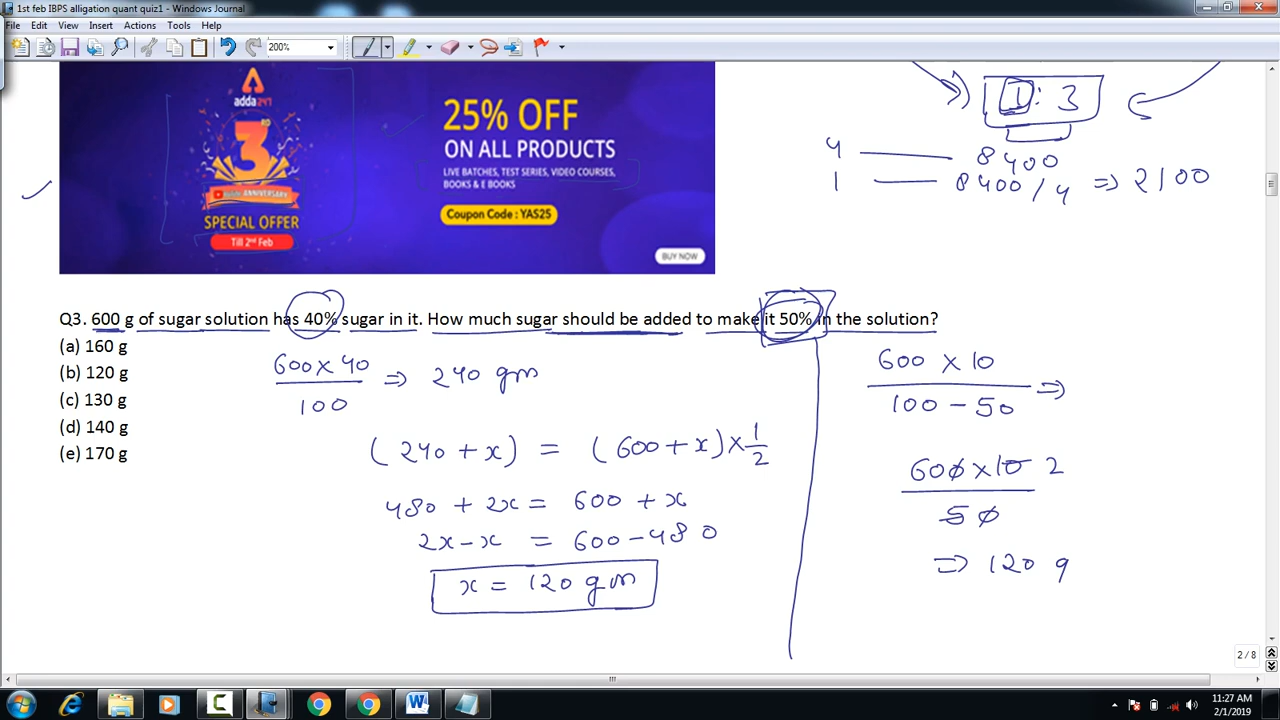 1st feb IBPS alligation quant quiz1 - Windows Journal
File Edit View Insert Actions Tools Help
200%
adda247
3RD
ANNIVERSARY
SPECIAL OFFER
Till 2nd Feb
25% OFF
ON ALL PRODUCTS
LIVE BATCHES, TEST SERIES, VIDEO COURSES,
BOOKS & E BOOKS
Coupon Code : YAS25
BUY NOW
1 : 3
4 — 8400
1 — 8400/4 ⇒ 2100
Q3. 600 g of sugar solution has 40% sugar in it. How much sugar should be added to make it 50% in the solution?
(a) 160 g
(b) 120 g
(c) 130 g
(d) 140 g
(e) 170 g
600 x 40
100
⇒ 240 gm
(240 + x) = (600 + x) x 1/2
480 + 2x = 600 + x
2x - x = 600 - 480
x = 120 gm
600 x 10
100 - 50
⇒
600 x 10 2
50
⇒ 120 g
2 / 8
11:27 AM
2/1/2019